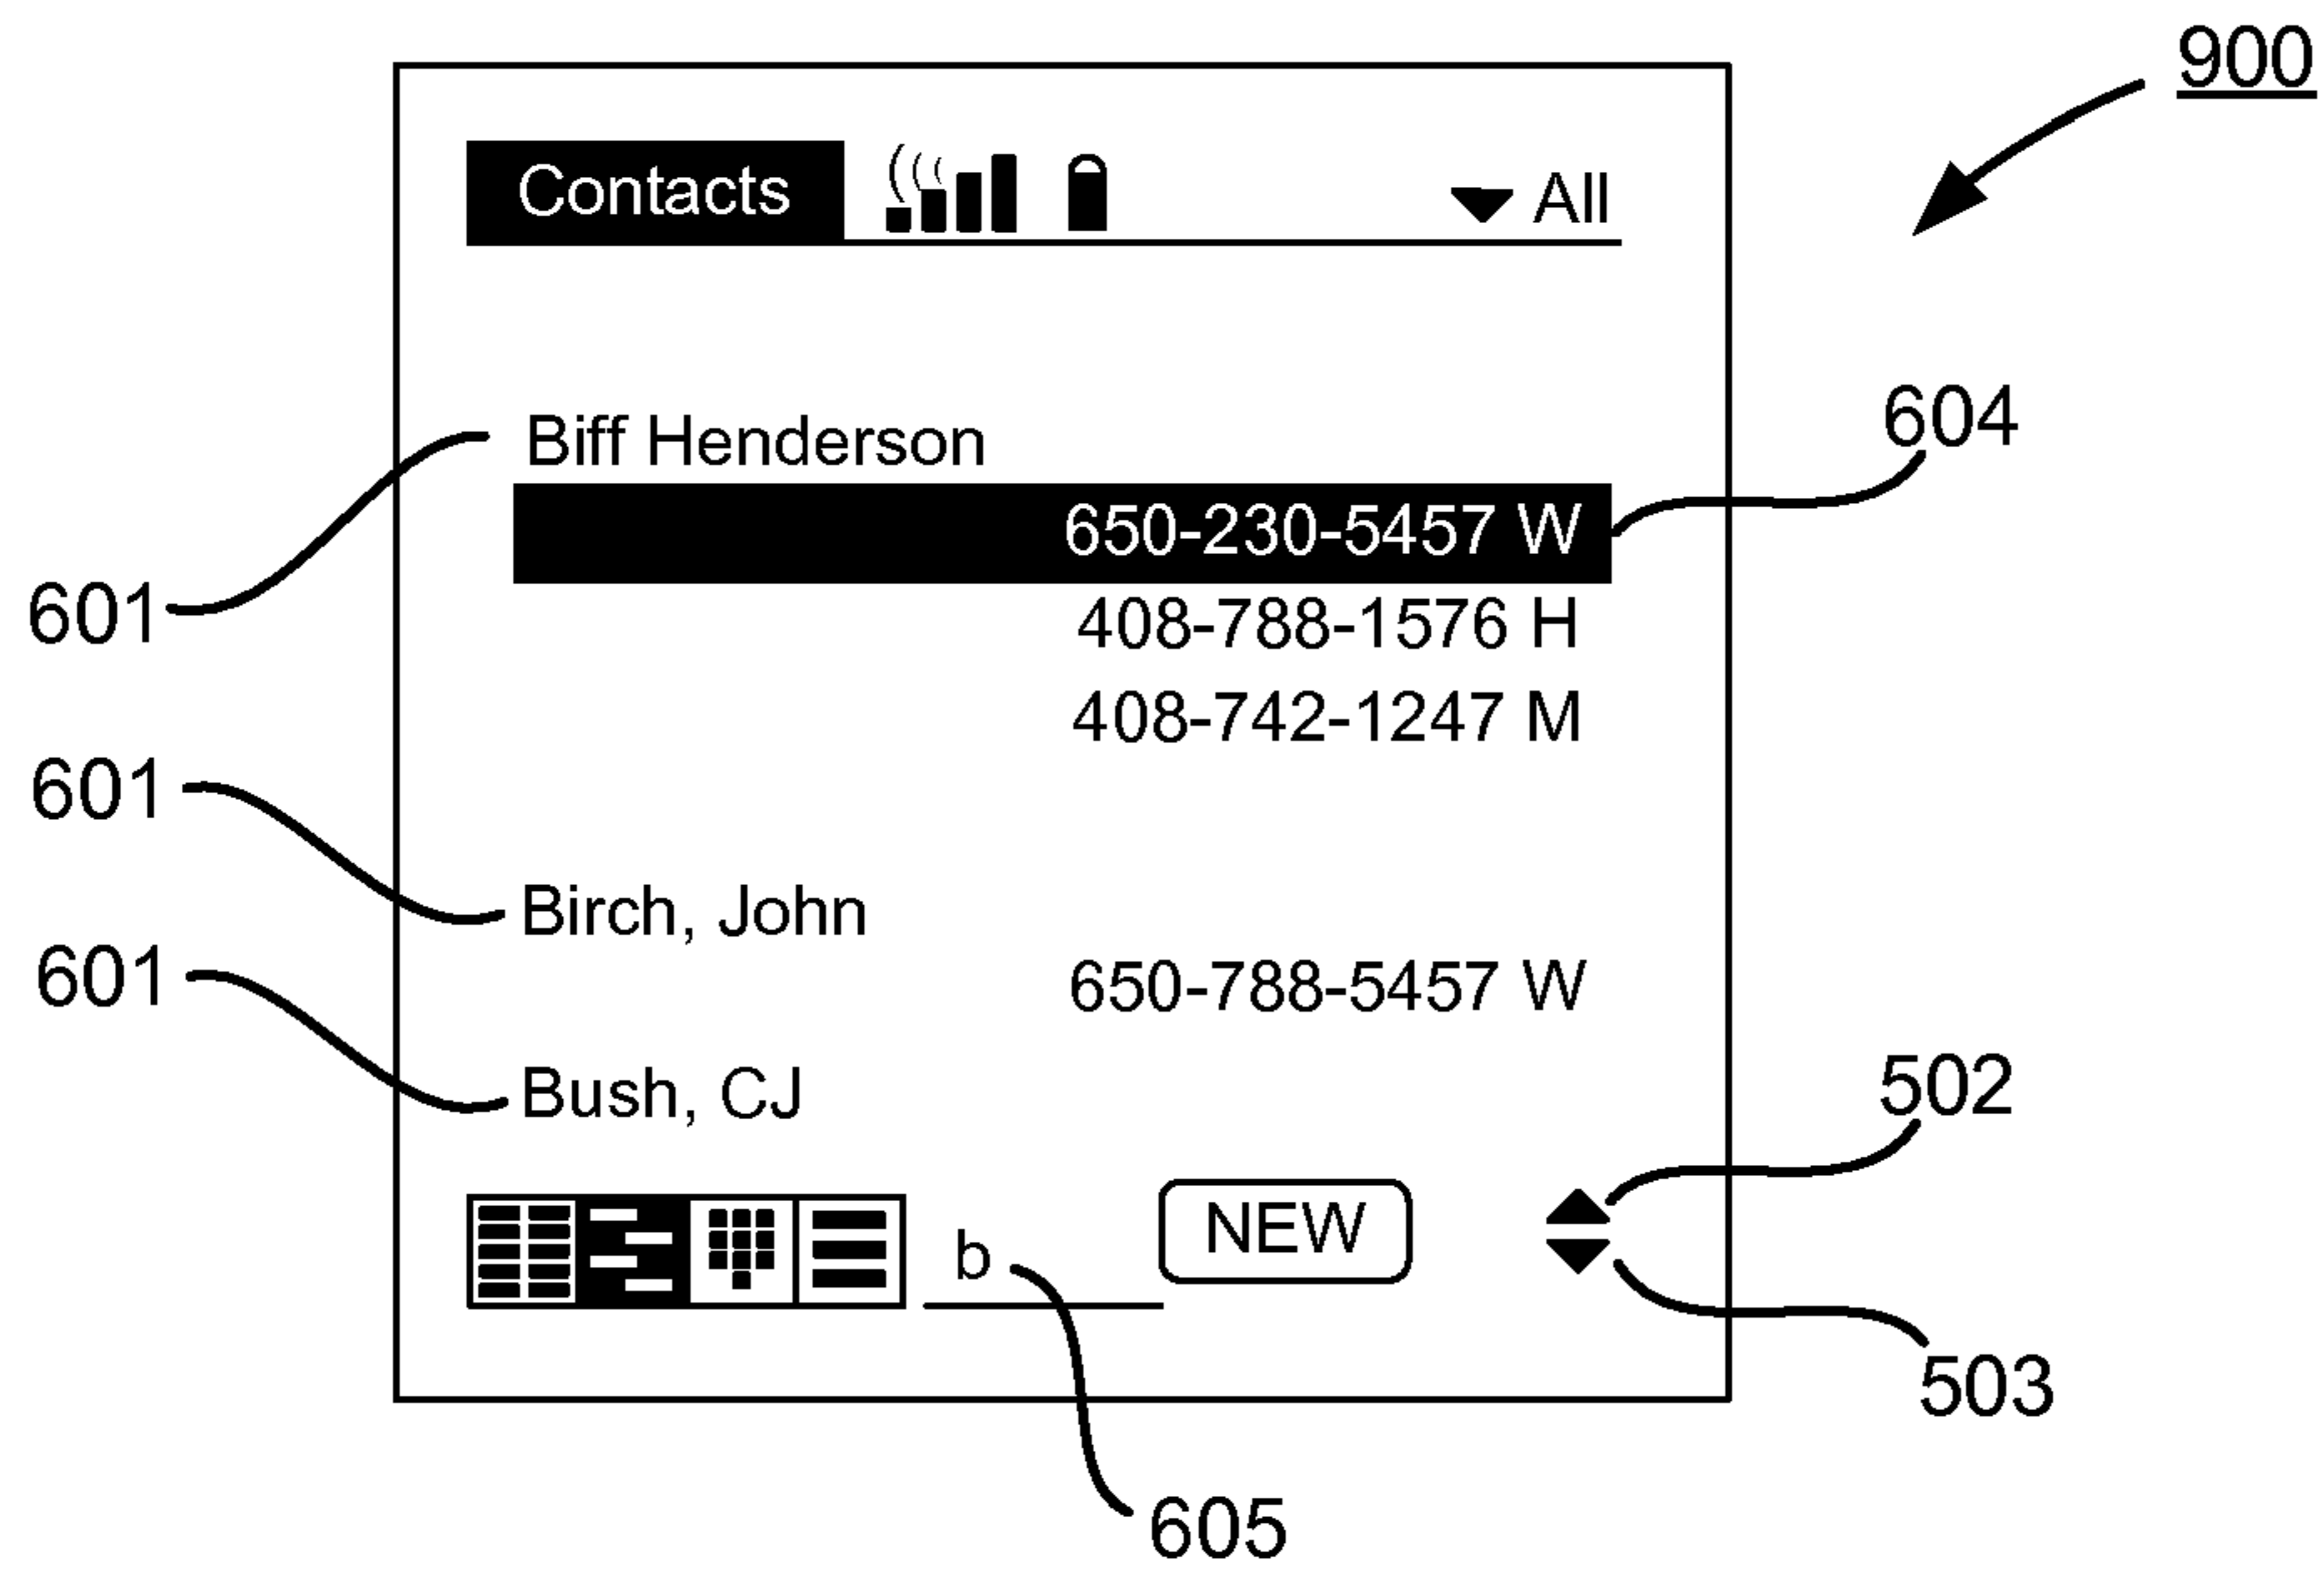 900
Contacts
All
604
Biff Henderson
650-230-5457 W
601
408-788-1576 H
408-742-1247 M
601
Birch, John
601
650-788-5457 W
502
Bush, CJ
NEW
b
503
605